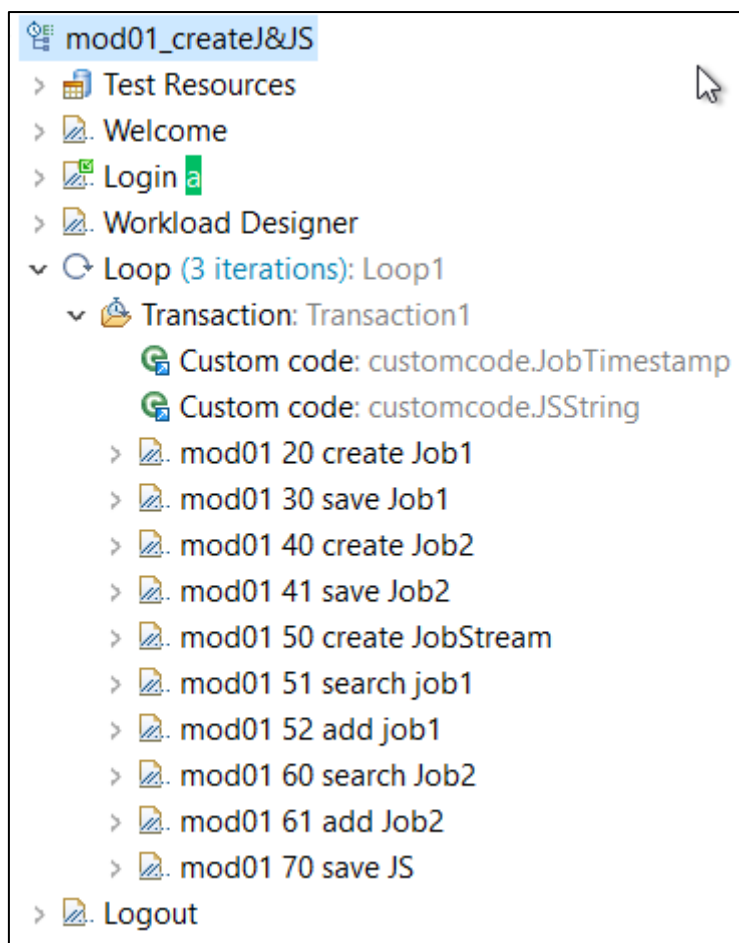 mod01_createJ&JS
Test Resources
Welcome
Login a
Workload Designer
Loop (3 iterations): Loop1
Transaction: Transaction1
Custom code: customcode.JobTimestamp
Custom code: customcode.JSString
mod01 20 create Job1
mod01 30 save Job1
mod01 40 create Job2
mod01 41 save Job2
mod01 50 create JobStream
mod01 51 search job1
mod01 52 add job1
mod01 60 search Job2
mod01 61 add Job2
mod01 70 save JS
Logout